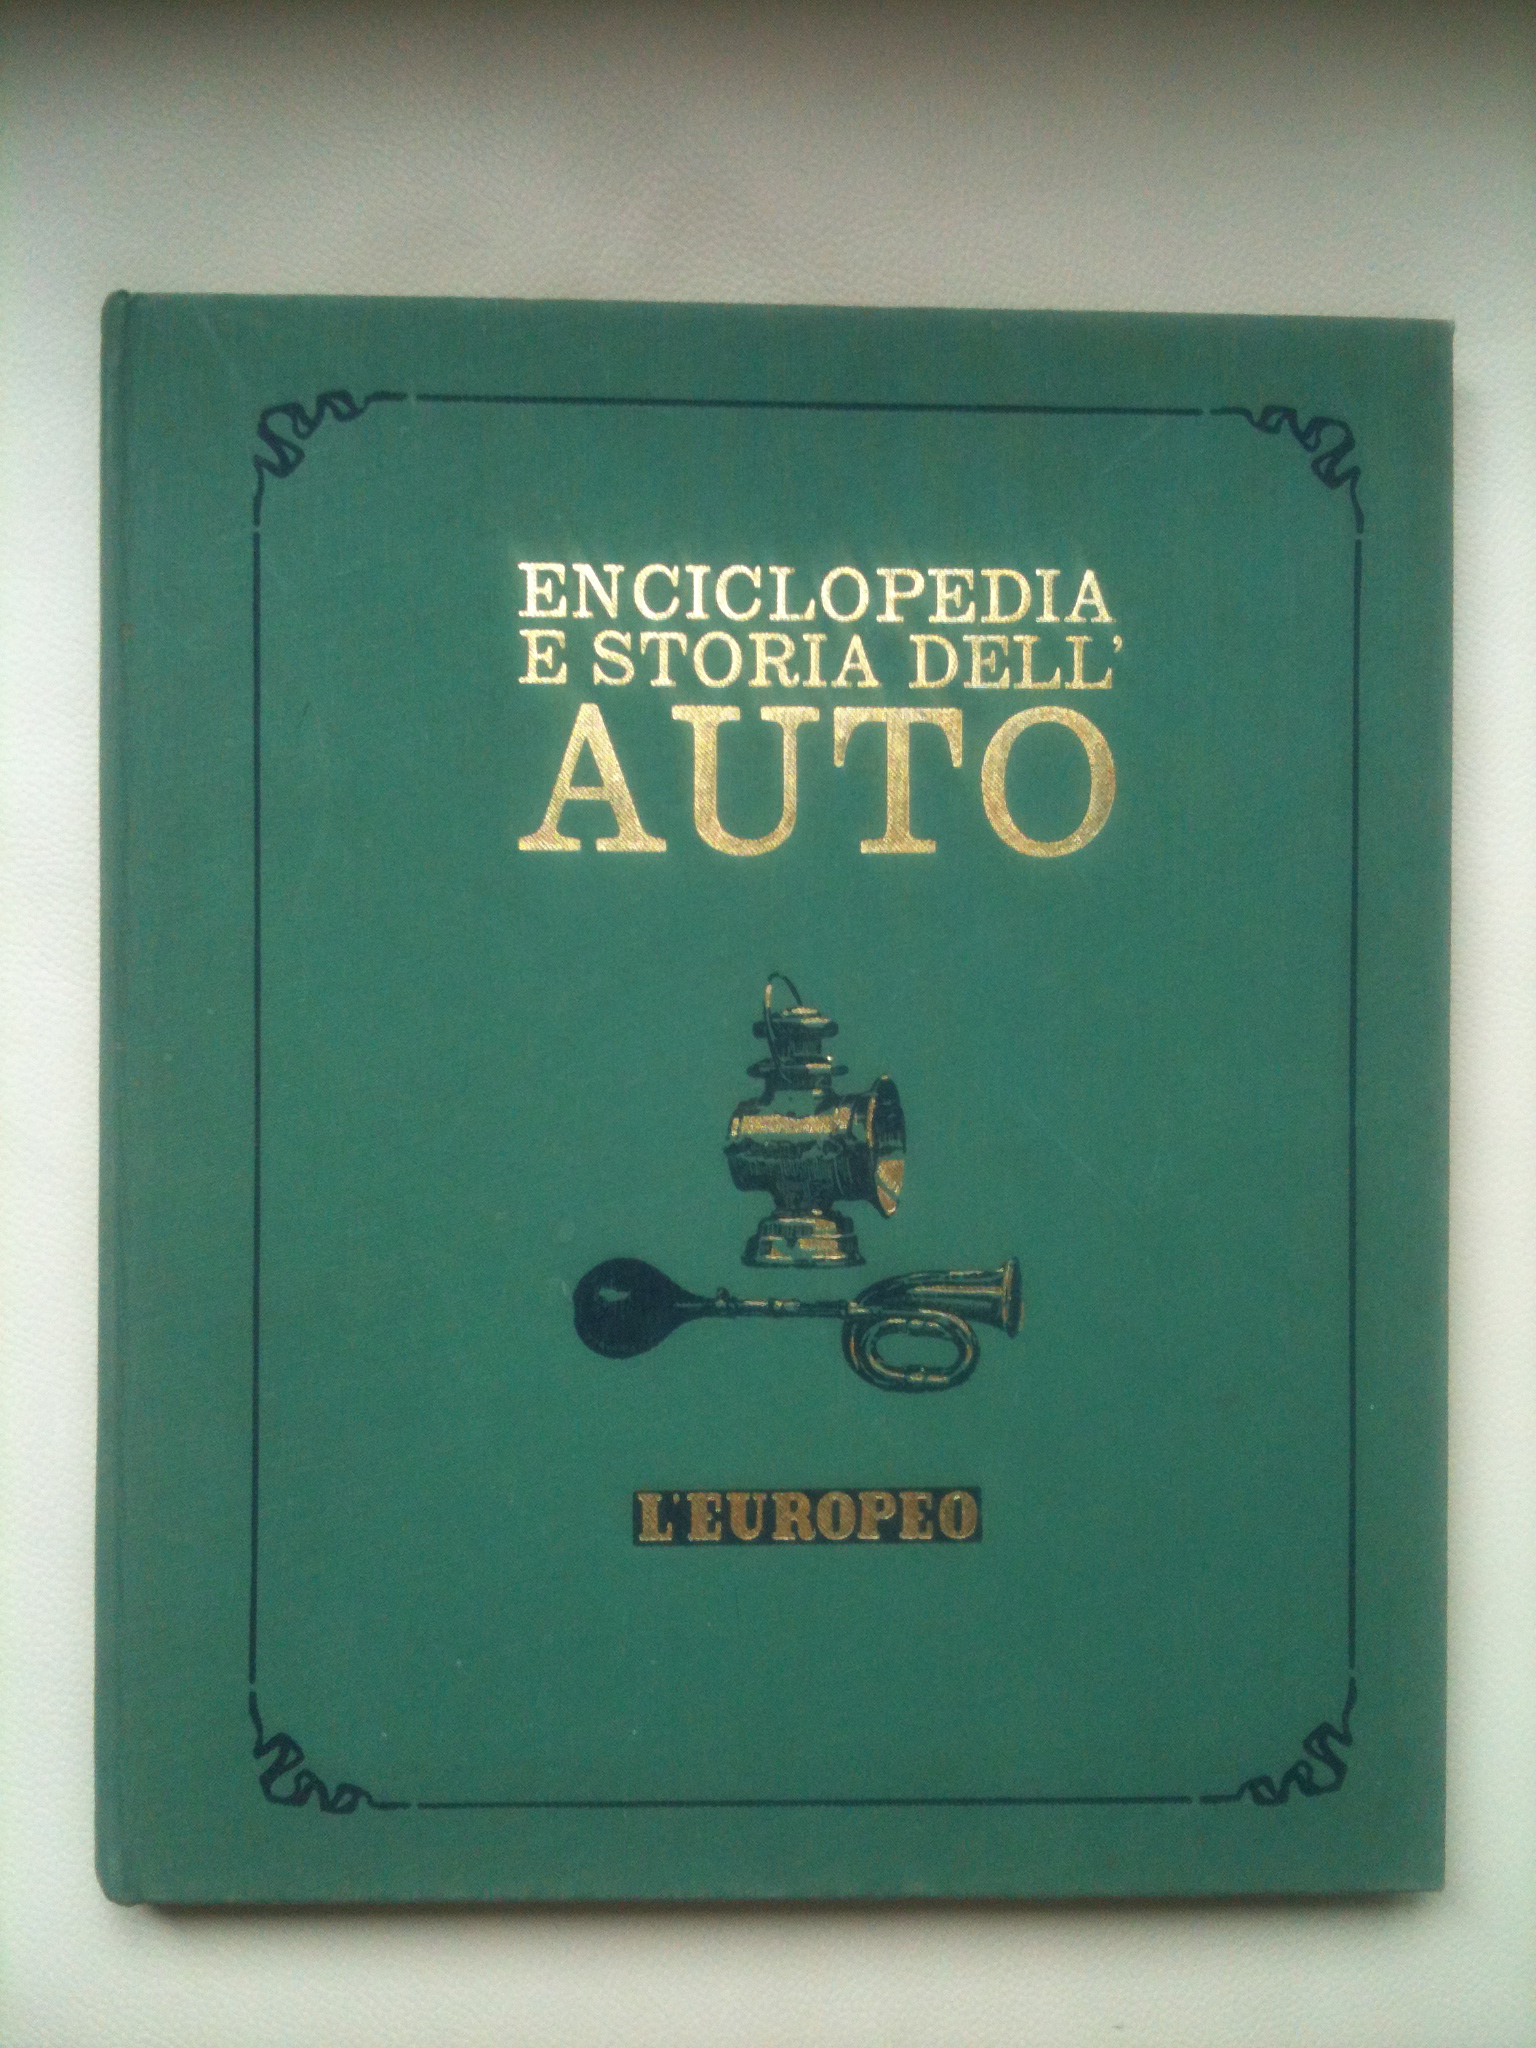 ENCICLOPEDIA
E STORIA DELL'
AUTO
L'EUROPEO